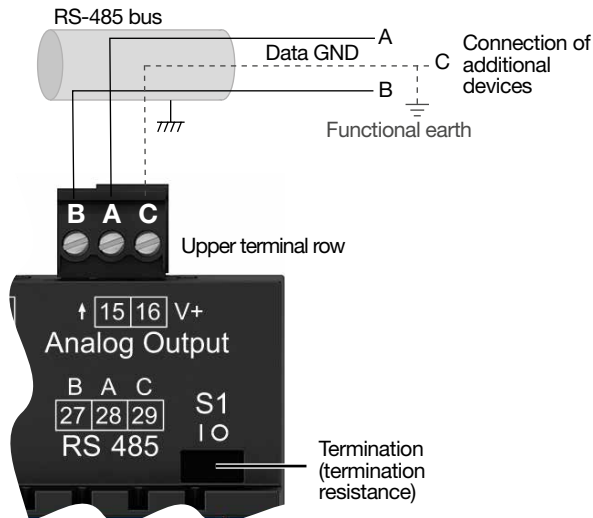 RS-485 bus
A
Data GND
C
Connection of
additional
devices
B
Functional earth
B A C
Upper terminal row
15 16 V+
Analog Output
B A C
27 28 29
S1
I O
RS 485
Termination
(termination
resistance)